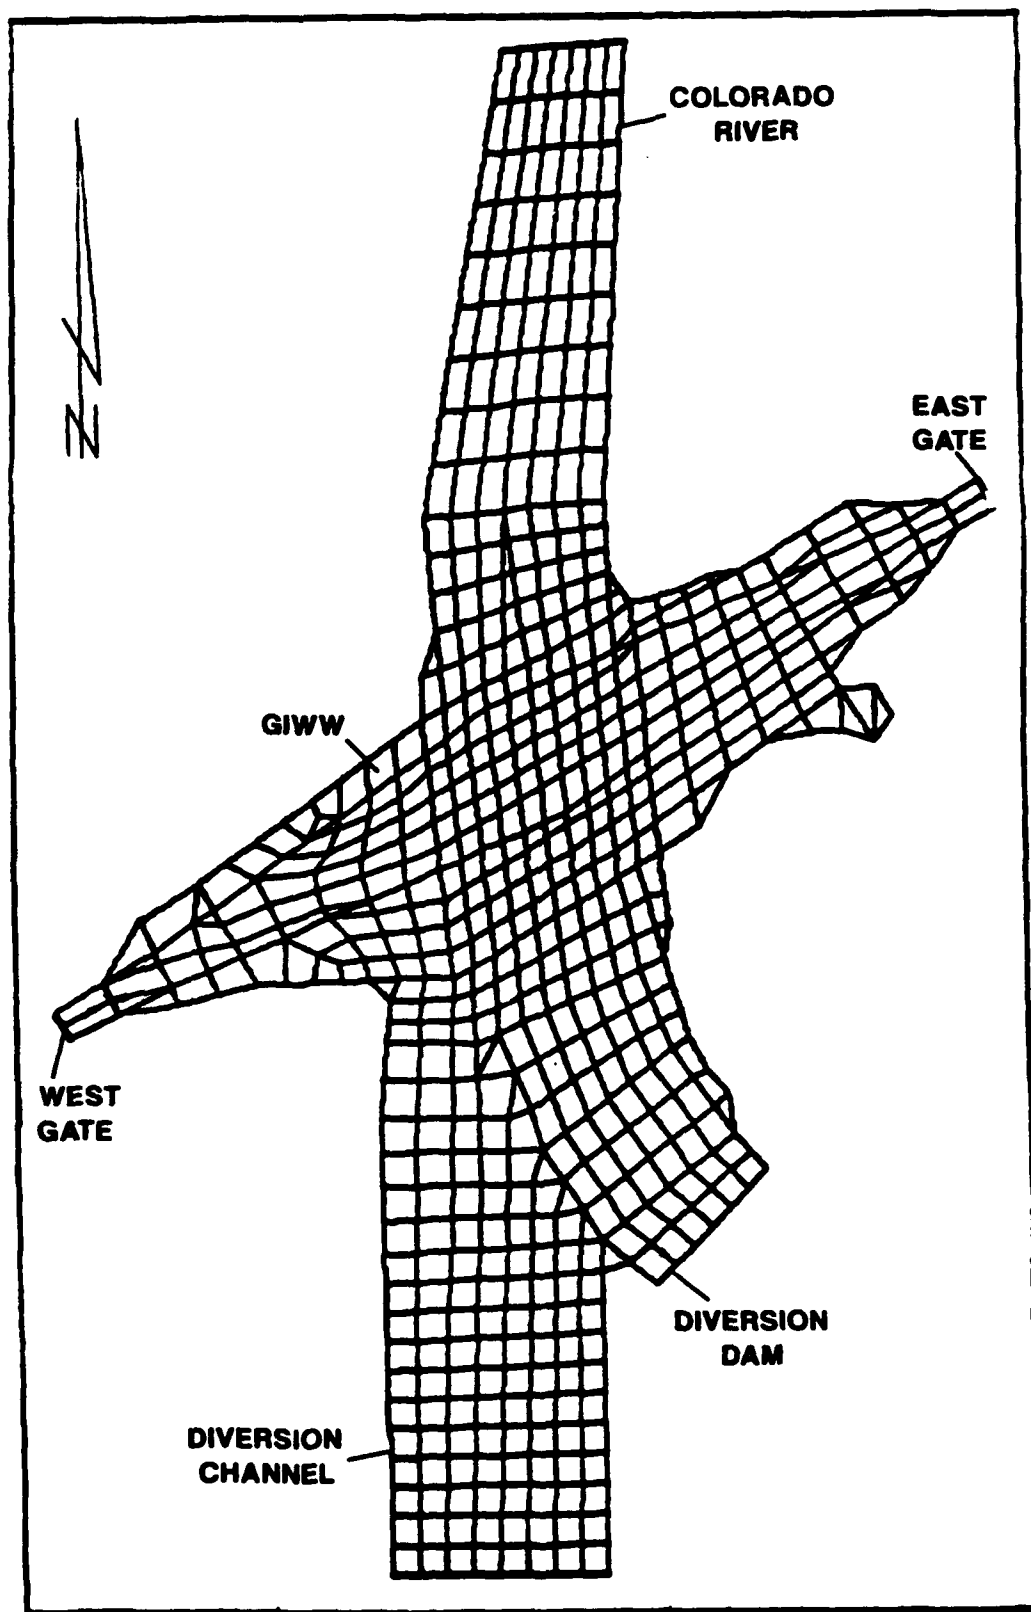 COLORADO
RIVER
N
EAST
GATE
GIWW
WEST
GATE
DIVERSION
DAM
DIVERSION
CHANNEL